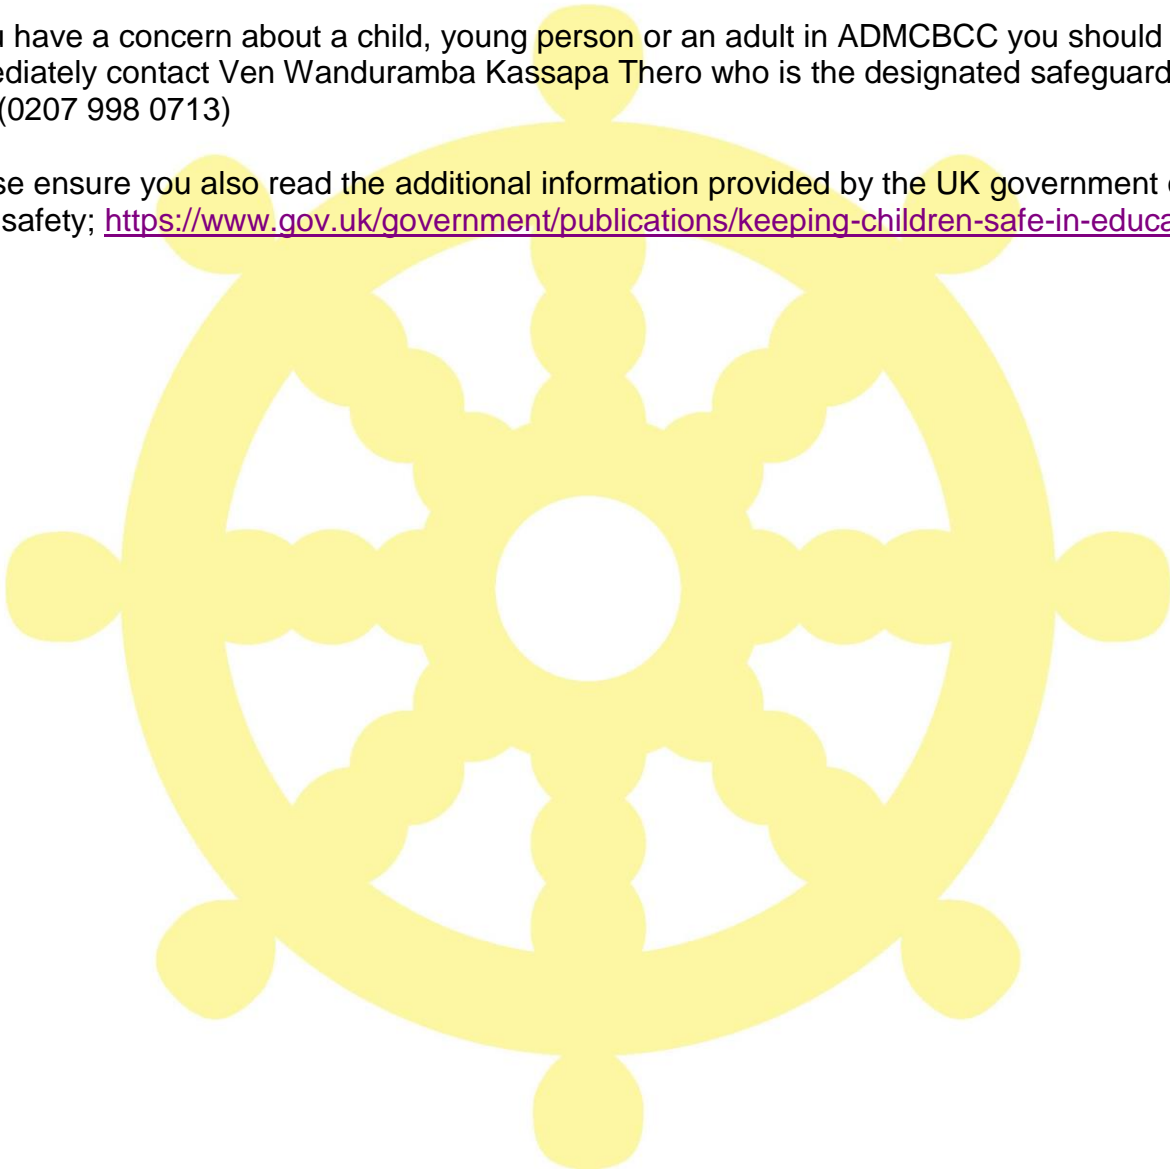 u have a concern about a child, young person or an adult in ADMCBCC you should
ediately contact Ven Wanduramba Kassapa Thero who is the designated safeguard
(0207 998 0713)
se ensure you also read the additional information provided by the UK government
safety; https://www.gov.uk/government/publications/keeping-children-safe-in-educa